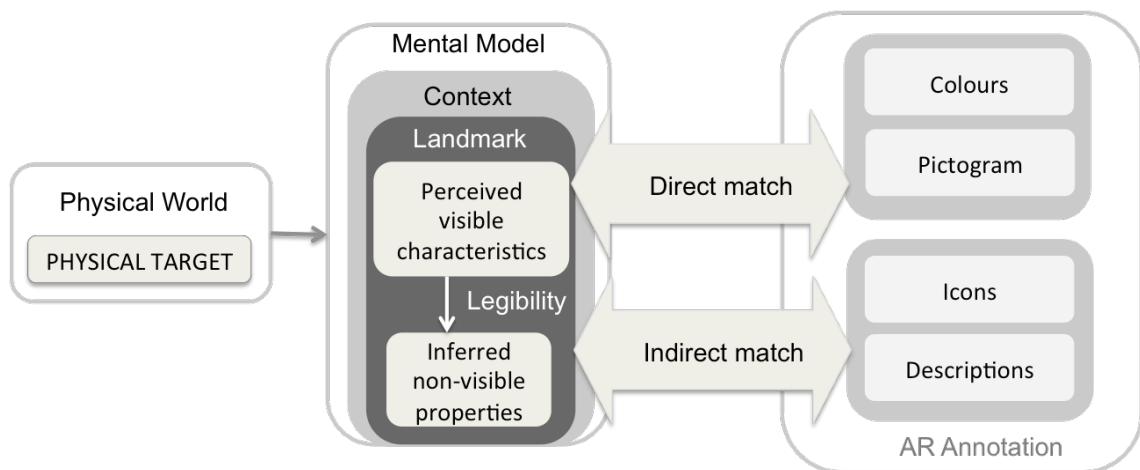 Physical World
PHYSICAL TARGET
Mental Model
Context
Landmark
Perceived
visible
characteristics
Legibility
Inferred
non-visible
properties
Direct match
Indirect match
Colours
Pictogram
Icons
Descriptions
AR Annotation